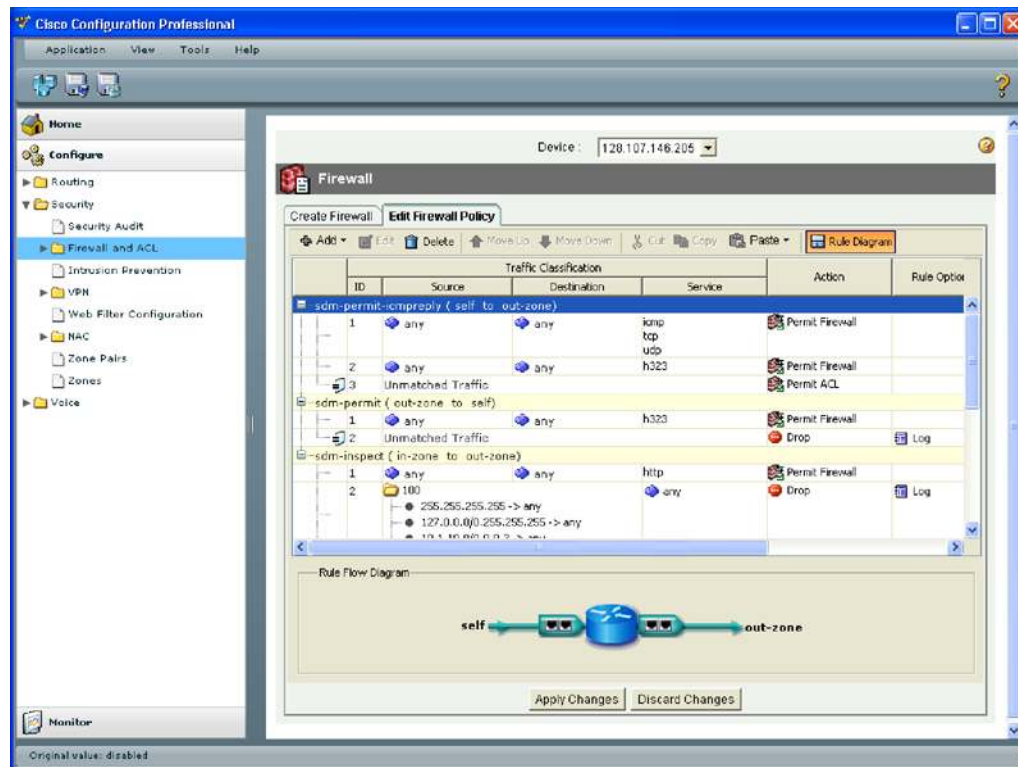 Cisco Configuration Professional
Application View Tools Help
Home
Configure
Routing
Security
Security Audit
Firewall and ACL
Intrusion Prevention
VPN
Web Filter Configuration
NAC
Zone Pairs
Zones
Voice
Monitor
Original value: disabled
Device : 128.107.146.205
Firewall
Create Firewall Edit Firewall Policy
Add Edit Delete Move Up Move Down Cut Copy Paste Rule Diagram
Traffic Classification Action Rule Option
ID Source Destination Service
sdm-permit-icmpreply ( self to out-zone)
1 any any icmp Permit Firewall
tcp
udp
2 any any h323 Permit Firewall
3 Unmatched Traffic Permit ACL
sdm-permit ( out-zone to self)
1 any any h323 Permit Firewall
2 Unmatched Traffic Drop Log
sdm-inspect ( in-zone to out-zone)
1 any any http Permit Firewall
2 100 any Drop Log
255.255.255.255 -> any
127.0.0.0/0.255.255.255 -> any
Rule Flow Diagram
self out-zone
Apply Changes Discard Changes